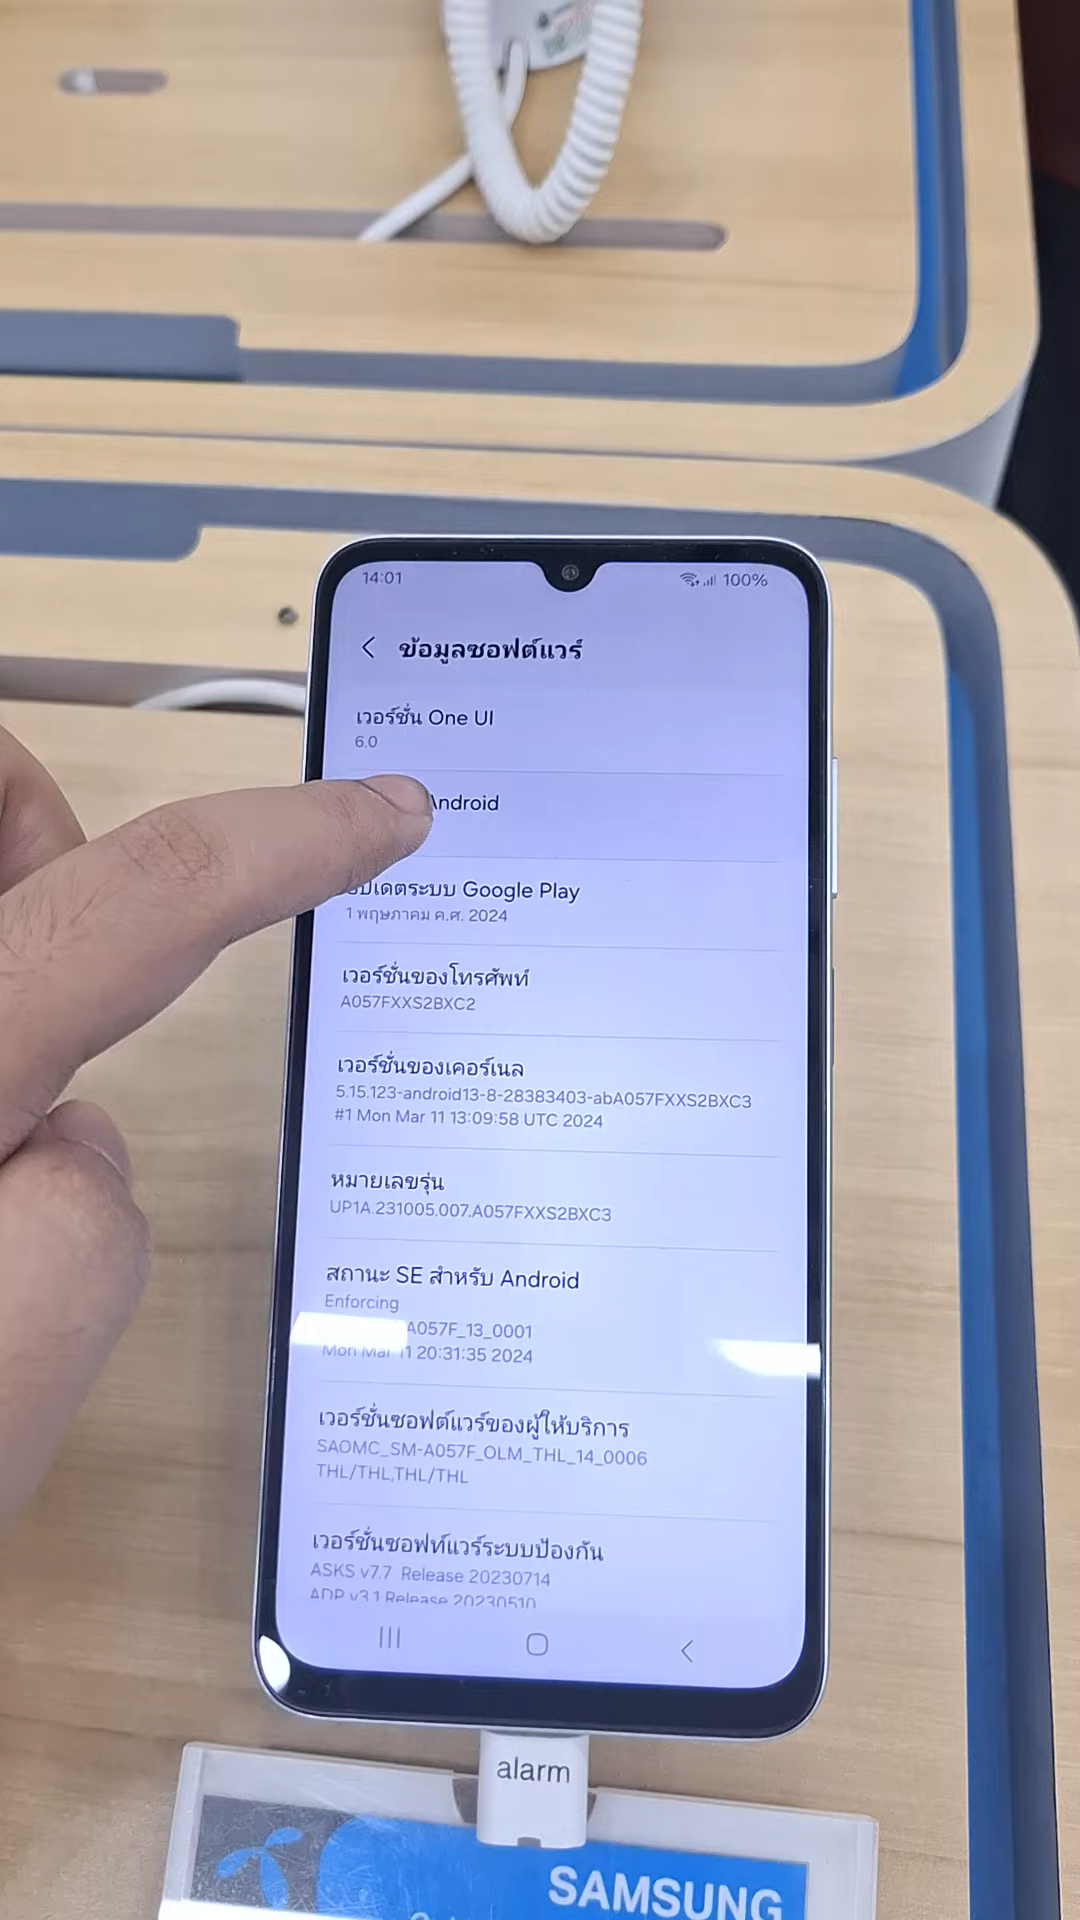 14:01
100%
ข้อมูลซอฟต์แวร์
เวอร์ชั่น One UI
6.0
Android
Google Play
1 พฤษภาคม ค.ศ. 2024
เวอร์ชั่นของโทรศัพท์
A057FXXS2BXC2
เวอร์ชั่นของเคอร์เนล
5.15.123-android13-8-28383403-abA057FXXS2BXC3
#1 Mon Mar 11 13:09:58 UTC 2024
หมายเลขรุ่น
UP1A.231005.007.A057FXXS2BXC3
สถานะ SE สำหรับ Android
Enforcing
A057F_13_0001
Mon Mar 11 20:31:35 2024
เวอร์ชั่นซอฟต์แวร์ของผู้ให้บริการ
SAOMC_SM-A057F_OLM_THL_14_0006
THL/THL,THL/THL
เวอร์ชั่นซอฟท์แวร์ระบบป้องกัน
ASKS v7.7 Release 20230714
ADP v3.1 Release 20230510
alarm
SAMSUNG